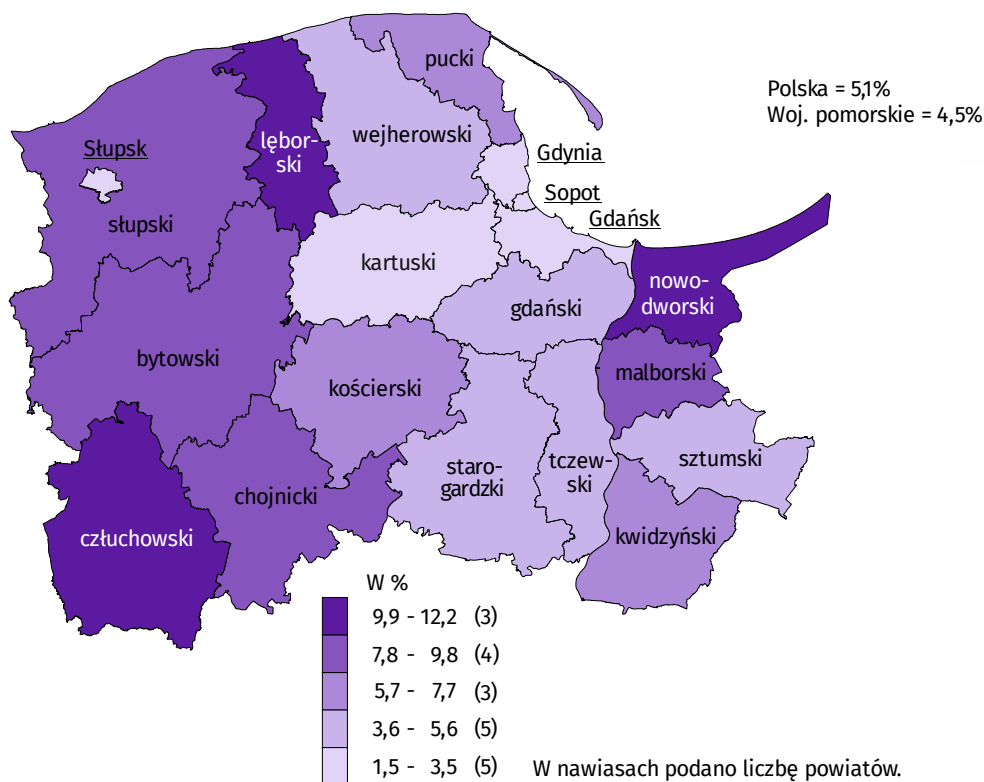 pucki
Polska = 5,1%
Woj. pomorskie = 4,5%
wejherowski
lębor-
ski
Słupsk
Gdynia
Sopot
Gdańsk
słupski
kartuski
nowo-
dworski
gdański
bytowski
kościerski
malborski
staro-
gardzki
tczew-
ski
sztumski
chojnicki
człuchowski
kwidzyński
W %
9,9 - 12,2 (3)
7,8 - 9,8 (4)
5,7 - 7,7 (3)
3,6 - 5,6 (5)
1,5 - 3,5 (5)
W nawiasach podano liczbę powiatów.